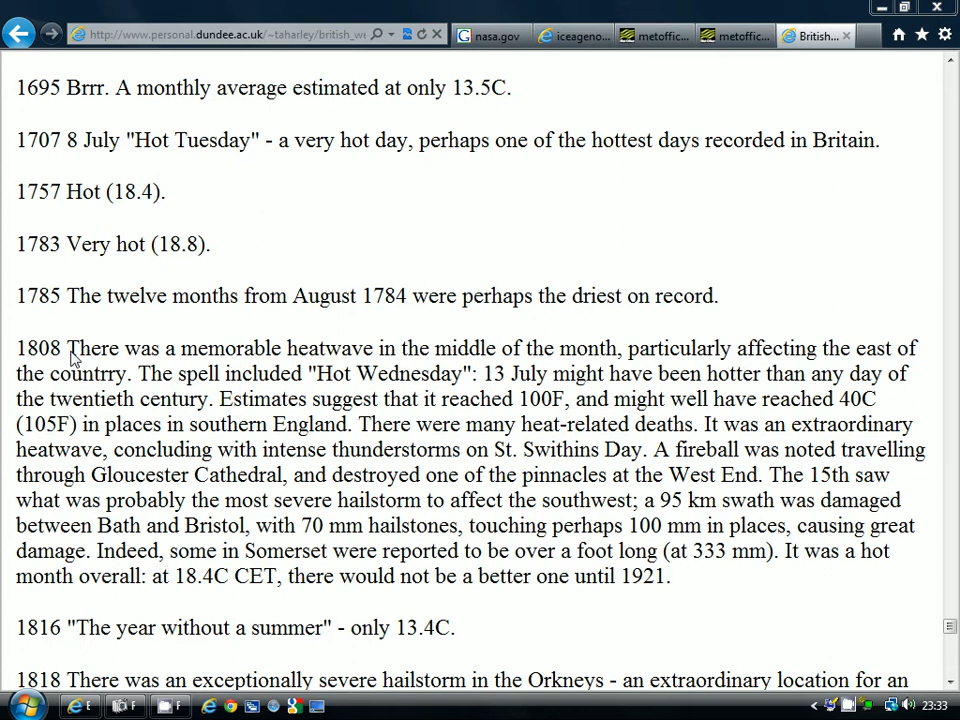 http://www.personal.dundee.ac.uk/~taharley/british_we
nasa.gov
iceageno...
metoffic...
metoffic...
British...
1695 Brrr. A monthly average estimated at only 13.5C.
1707 8 July "Hot Tuesday" - a very hot day, perhaps one of the hottest days recorded in Britain.
1757 Hot (18.4).
1783 Very hot (18.8).
1785 The twelve months from August 1784 were perhaps the driest on record.
1808 There was a memorable heatwave in the middle of the month, particularly affecting the east of
the countrry. The spell included "Hot Wednesday": 13 July might have been hotter than any day of
the twentieth century. Estimates suggest that it reached 100F, and might well have reached 40C
(105F) in places in southern England. There were many heat-related deaths. It was an extraordinary
heatwave, concluding with intense thunderstorms on St. Swithins Day. A fireball was noted travelling
through Gloucester Cathedral, and destroyed one of the pinnacles at the West End. The 15th saw
what was probably the most severe hailstorm to affect the southwest; a 95 km swath was damaged
between Bath and Bristol, with 70 mm hailstones, touching perhaps 100 mm in places, causing great
damage. Indeed, some in Somerset were reported to be over a foot long (at 333 mm). It was a hot
month overall: at 18.4C CET, there would not be a better one until 1921.
1816 "The year without a summer" - only 13.4C.
1818 There was an exceptionally severe hailstorm in the Orkneys - an extraordinary location for an
E
F
F
23:33